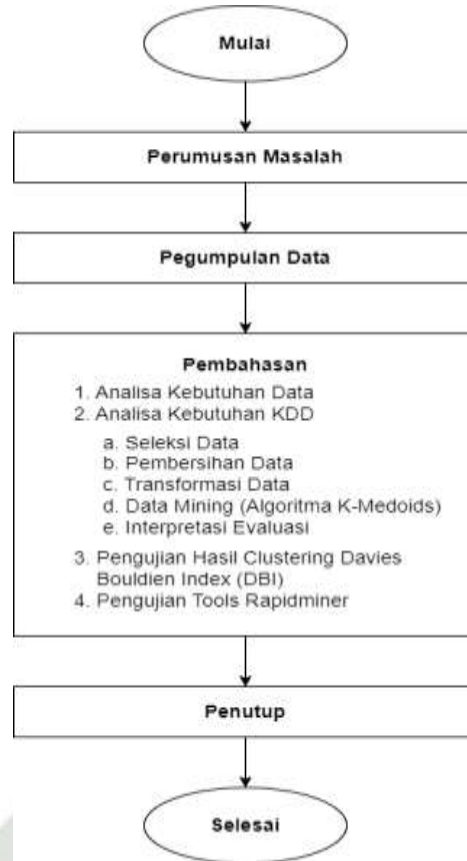 Mulai
Perumusan Masalah
Pegumpulan Data
Pembahasan
1. Analisa Kebutuhan Data
2. Analisa Kebutuhan KDD
a. Seleksi Data
b. Pembersihan Data
c. Transformasi Data
d. Data Mining (Algoritma K-Medoids)
e. Interpretasi Evaluasi
3. Pengujian Hasil Clustering Davies
Bouldien Index (DBI)
4. Pengujian Tools Rapidminer
Penutup
Selesai